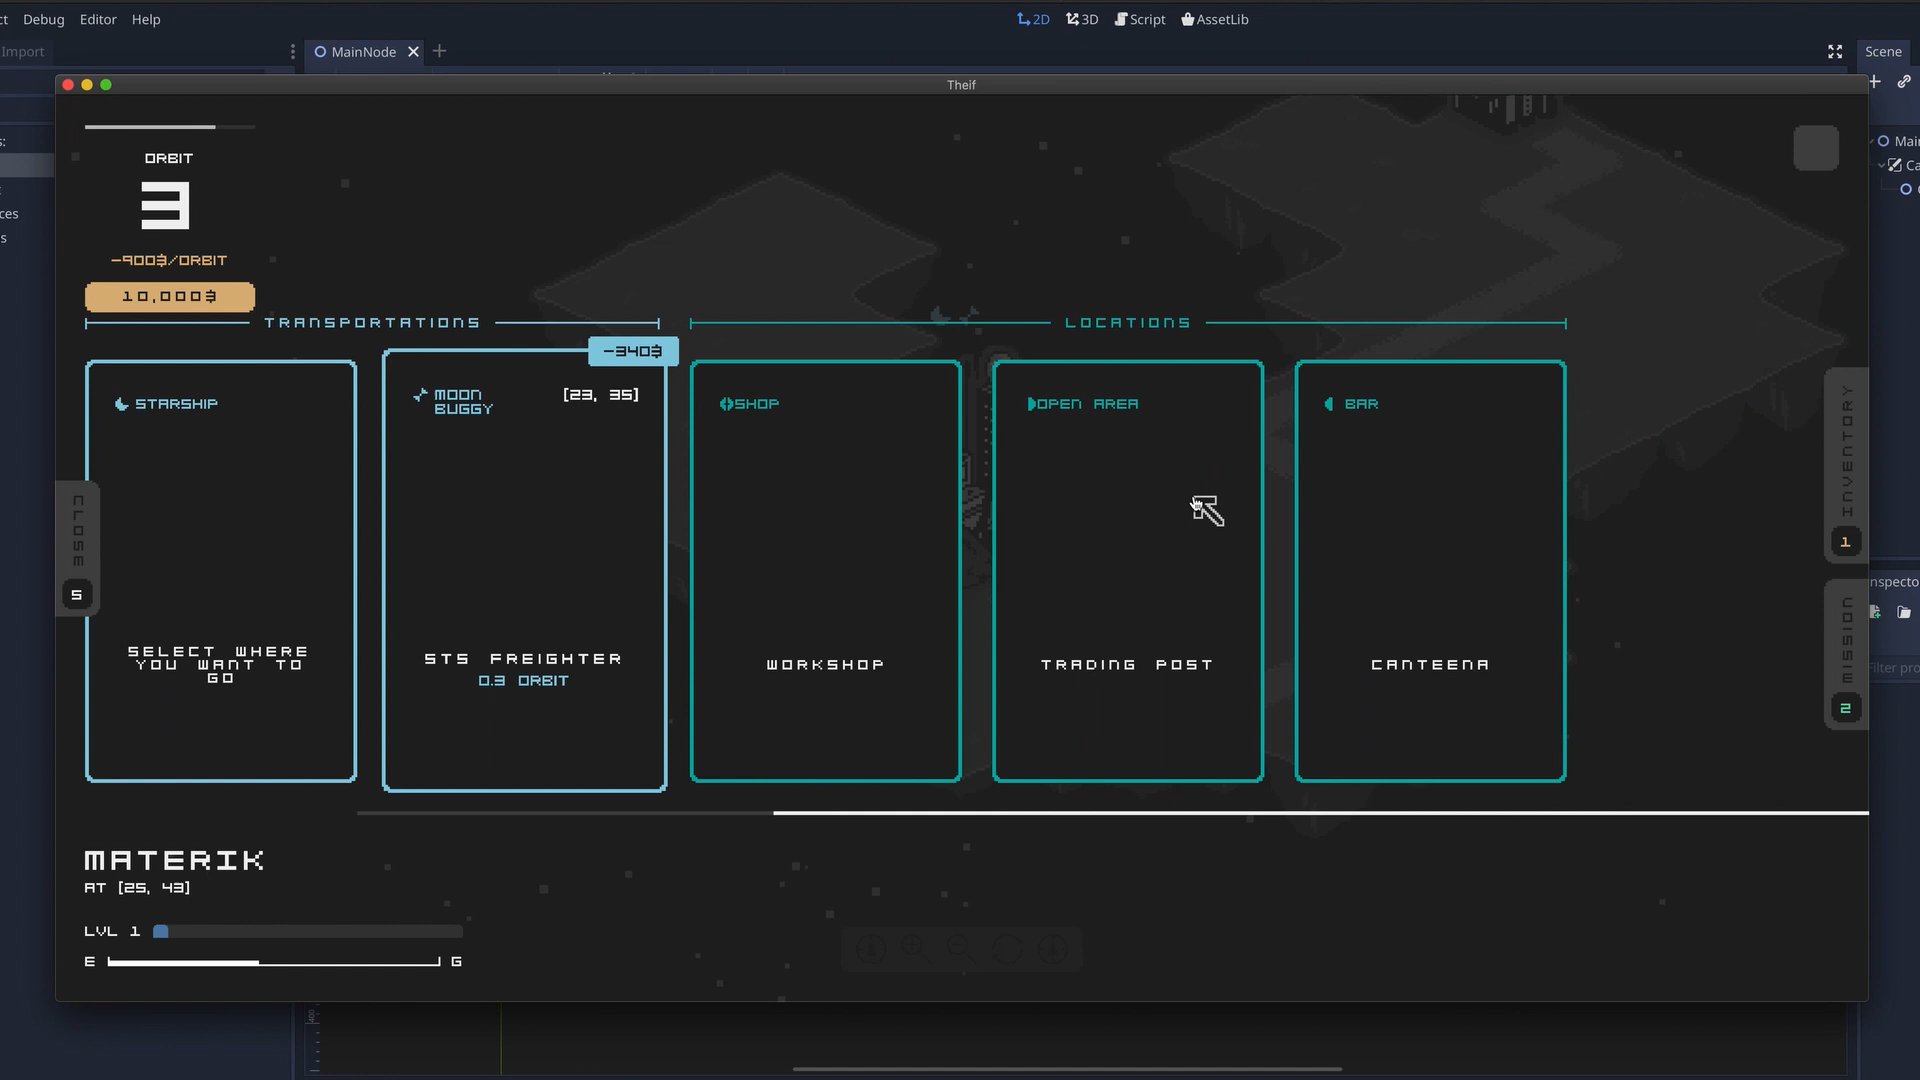 Debug Editor Help
2D 3D Script AssetLib
Import
MainNode
Scene
Theif
ORBIT
3
-900$/ORBIT
10,000$
TRANSPORTATIONS
LOCATIONS
-340$
STARSHIP
MOON
BUGGY
[23, 35]
SHOP
OPEN AREA
BAR
SELECT WHERE
YOU WANT TO
GO
STS FREIGHTER
0.3 ORBIT
WORKSHOP
TRADING POST
CANTEENA
5
INVENTORY
1
MISSION
2
MATERIK
AT [25, 43]
LVL 1
E G
400